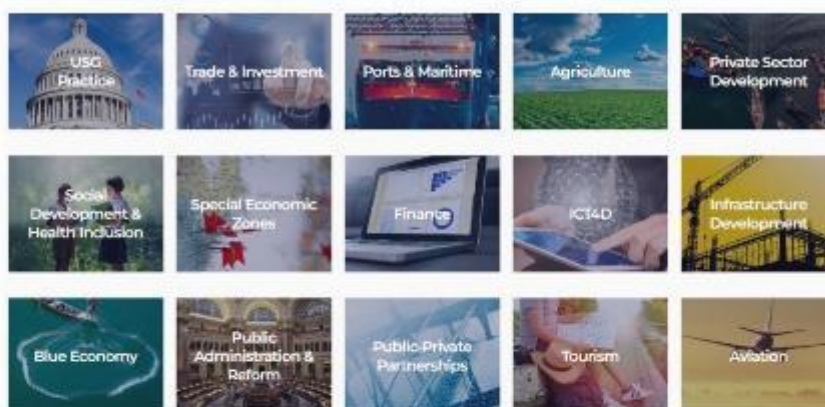 USG
Practice
Trade & Investment
Ports & Maritime
Agriculture
Private Sector
Development
Social
Development &
Health Inclusion
Special Economic
Zones
Finance
ICT4D
Infrastructure
Development
Blue Economy
Public
Administration &
Reform
Public-Private
Partnerships
Tourism
Aviation